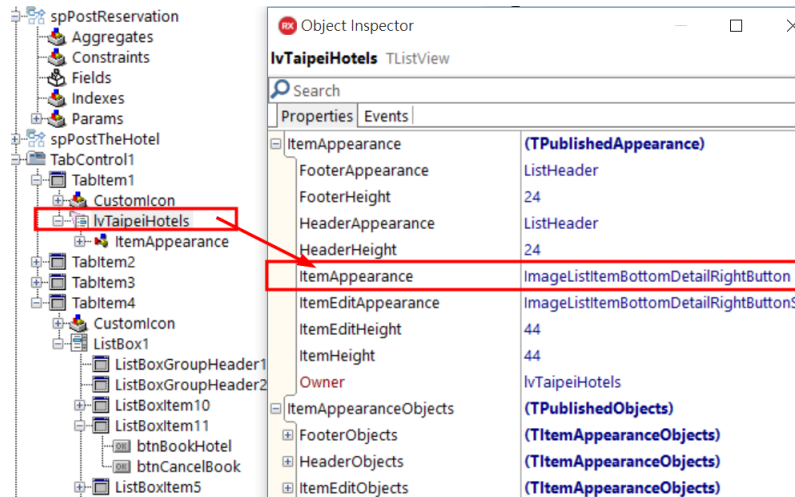 spPostReservation
Aggregates
Constraints
Fields
Indexes
Params
spPostTheHotel
TabControl1
TabItem1
CustomIcon
lvTaipeiHotels
ItemAppearance
TabItem2
TabItem3
TabItem4
CustomIcon
ListBox1
ListBoxGroupHeader1
ListBoxGroupHeader2
ListBoxItem10
ListBoxItem11
OK btnBookHotel
OK btnCancelBook
ListBoxItem5
RX Object Inspector
lvTaipeiHotels TListView
Search
Properties Events
ItemAppearance (TPublishedAppearance)
FooterAppearance ListHeader
FooterHeight 24
HeaderAppearance ListHeader
HeaderHeight 24
ItemAppearance ImageListItemBottomDetailRightButton
ItemEditAppearance ImageListItemBottomDetailRightButtonS
ItemEditHeight 44
ItemHeight 44
Owner lvTaipeiHotels
ItemAppearanceObjects (TPublishedObjects)
FooterObjects (TItemAppearanceObjects)
HeaderObjects (TItemAppearanceObjects)
ItemEditObjects (TItemAppearanceObjects)